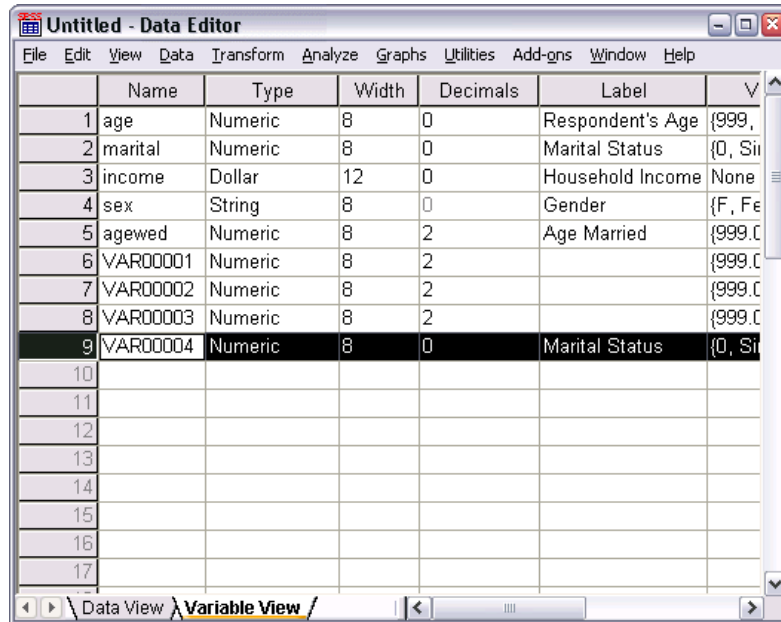 Untitled - Data Editor
File Edit View Data Transform Analyze Graphs Utilities Add-ons Window Help
Name Type Width Decimals Label
1 age Numeric 8 0 Respondent's Age {999,
2 marital Numeric 8 0 Marital Status {0, Sin
3 income Dollar 12 0 Household Income None
4 sex String 8 0 Gender {F, Fe
5 agewed Numeric 8 2 Age Married {999.0
6 VAR00001 Numeric 8 2 {999.0
7 VAR00002 Numeric 8 2 {999.0
8 VAR00003 Numeric 8 2 {999.0
9 VAR00004 Numeric 8 0 Marital Status {0, Sin
10
11
12
13
14
15
16
17
Data View Variable View